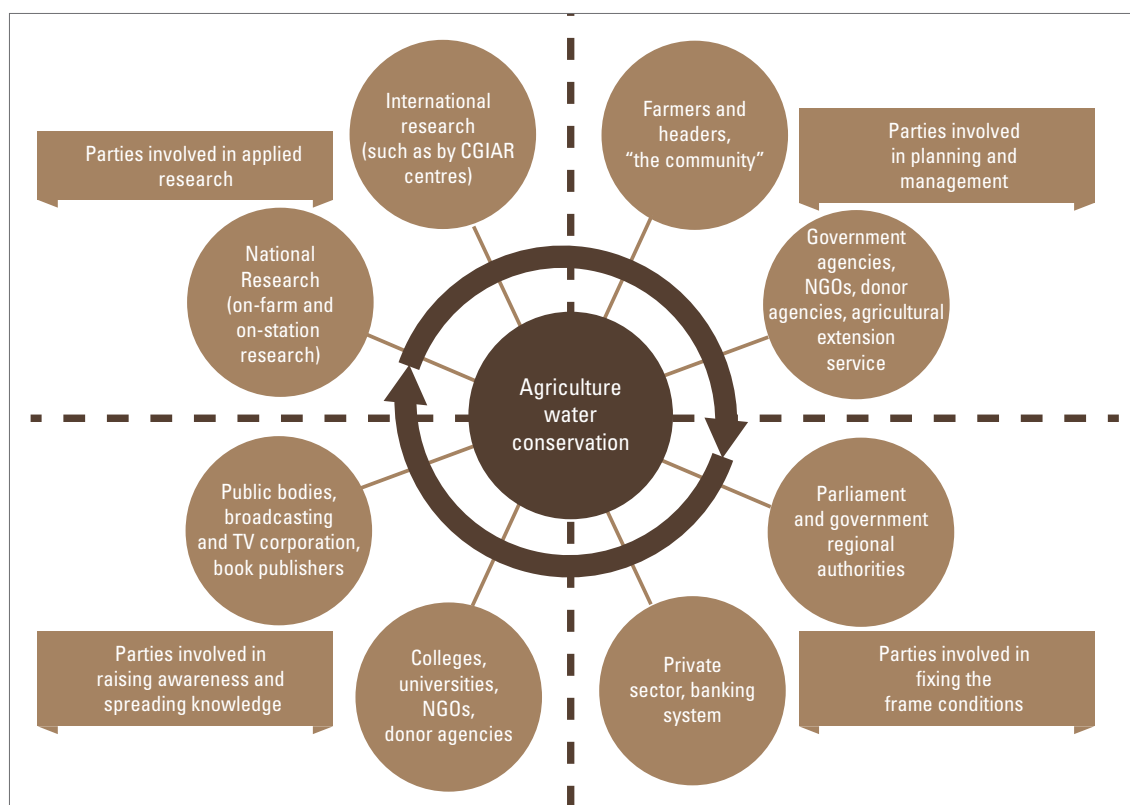 Parties involved in applied
research
International
research
(such as by CGIAR
centres)
National
Research
(on-farm and
on-station
research)
Farmers and
headers,
“the community”
Parties involved
in planning and
management
Government
agencies,
NGOs, donor
agencies, agricultural
extension
service
Agriculture
water
conservation
Public bodies,
broadcasting
and TV corporation,
book publishers
Colleges,
universities,
NGOs,
donor agencies
Parties involved in
raising awareness and
spreading knowledge
Parliament
and government
regional
authorities
Private
sector, banking
system
Parties involved in
fixing the
frame conditions